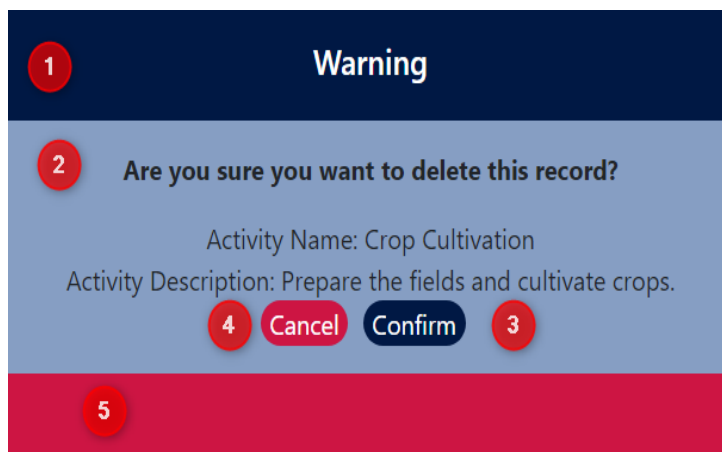 1
Warning
2
Are you sure you want to delete this record?
Activity Name: Crop Cultivation
Activity Description: Prepare the fields and cultivate crops.
4 Cancel Confirm 3
5